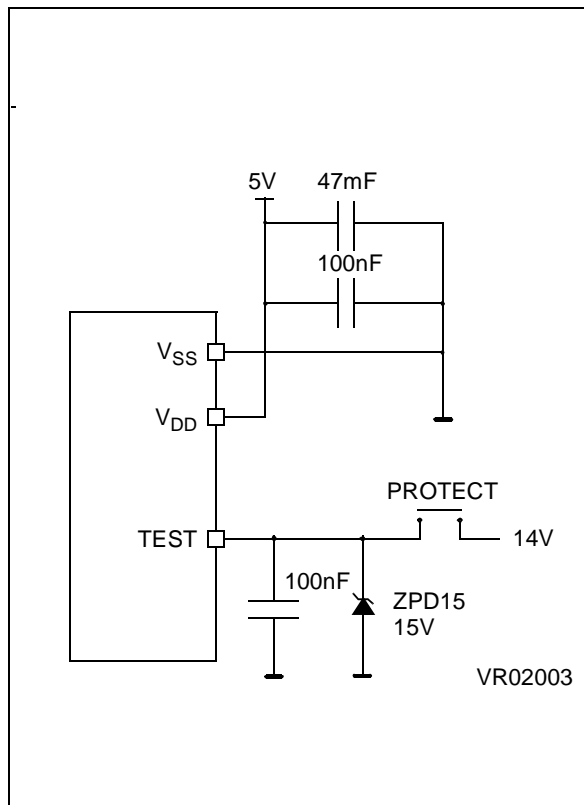 5V 47mF
100nF
VSS
VDD
PROTECT
TEST
14V
100nF
ZPD15
15V
VR02003